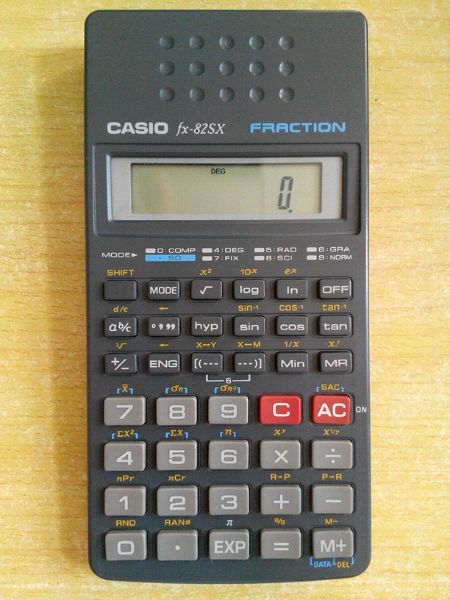 CASIO fx-82SX FRACTION
DEG
0.
MODE▶ 0:COMP 4:DEG 5:RAD 6:GRA
·:SD 7:FIX 8:SCI 9:NORM
SHIFT x² 10ˣ eˣ
MODE √ log ln OFF
d/c ← sin⁻¹ cos⁻¹ tan⁻¹
a b/c ° ’ ” hyp sin cos tan
³√ ← X↔Y X↔M 1/x x!
+/− ENG [(--- ---)] Min MR
6
x̄ σn σn-1 SAC
7 8 9 C AC ON
Σx² Σx n xʸ x¹/ʸ
4 5 6 × ÷
nPr nCr R→P P→R
1 2 3 + −
RND RAN# π % M−
0 · EXP = M+
DATA DEL